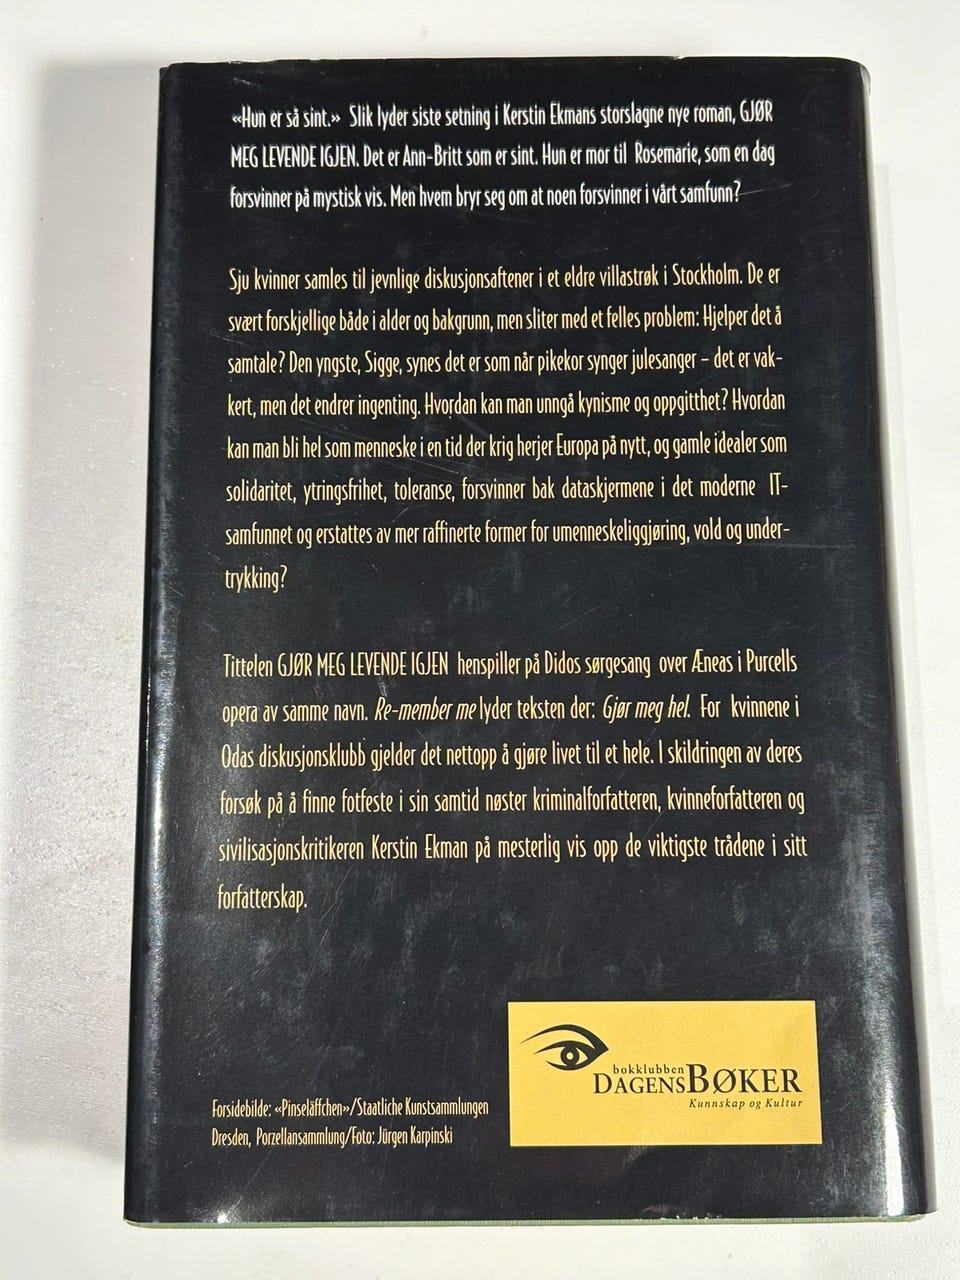 «Hun er så sint.» Slik lyder siste setning i Kerstin Ekmans storslagne nye roman, GJØR
MEG LEVENDE IGJEN. Det er Ann-Britt som er sint. Hun er mor til Rosemarie, som en dag
forsvinner på mystisk vis. Men hvem bryr seg om at noen forsvinner i vårt samfunn?
Sju kvinner samles til jevnlige diskusjonsaftener i et eldre villastrøk i Stockholm. De er
svært forskjellige både i alder og bakgrunn, men sliter med et felles problem: Hjelper det å
samtale? Den yngste, Sigge, synes det er som når pikekor synger julesanger – det er vak-
kert, men det endrer ingenting. Hvordan kan man unngå kynisme og oppgitthet? Hvordan
kan man bli hel som menneske i en tid der krig herjer Europa på nytt, og gamle idealer som
solidaritet, ytringsfrihet, toleranse, forsvinner bak dataskjermene i det moderne IT-
samfunnet og erstattes av mer raffinerte former for umenneskeliggjøring, vold og under-
trykking?
Tittelen GJØR MEG LEVENDE IGJEN henspiller på Didos sørgesang over Æneas i Purcells
opera av samme navn. Re-member me lyder teksten der: Gjør meg hel. For kvinnene i
Odas diskusjonsklubb gjelder det nettopp å gjøre livet til et hele. I skildringen av deres
forsøk på å finne fotfeste i sin samtid nøster kriminalforfatteren, kvinneforfatteren og
sivilisasjonskritikeren Kerstin Ekman på mesterlig vis opp de viktigste trådene i sitt
forfatterskap.
bokklubben
DAGENSBØKER
Kunnskap og Kultur
Forsidebilde: «Pinseläffchen»/Staatliche Kunstsammlungen
Dresden, Porzellansammlung/Foto: Jürgen Karpinski